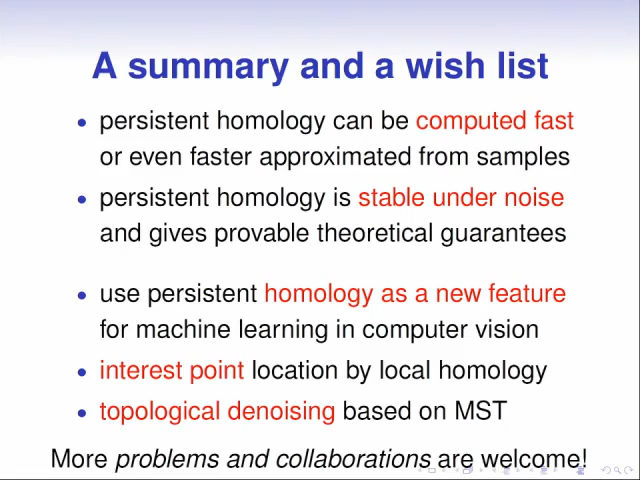 A summary and a wish list
• persistent homology can be computed fast
or even faster approximated from samples
• persistent homology is stable under noise
and gives provable theoretical guarantees
• use persistent homology as a new feature
for machine learning in computer vision
• interest point location by local homology
• topological denoising based on MST
More problems and collaborations are welcome!